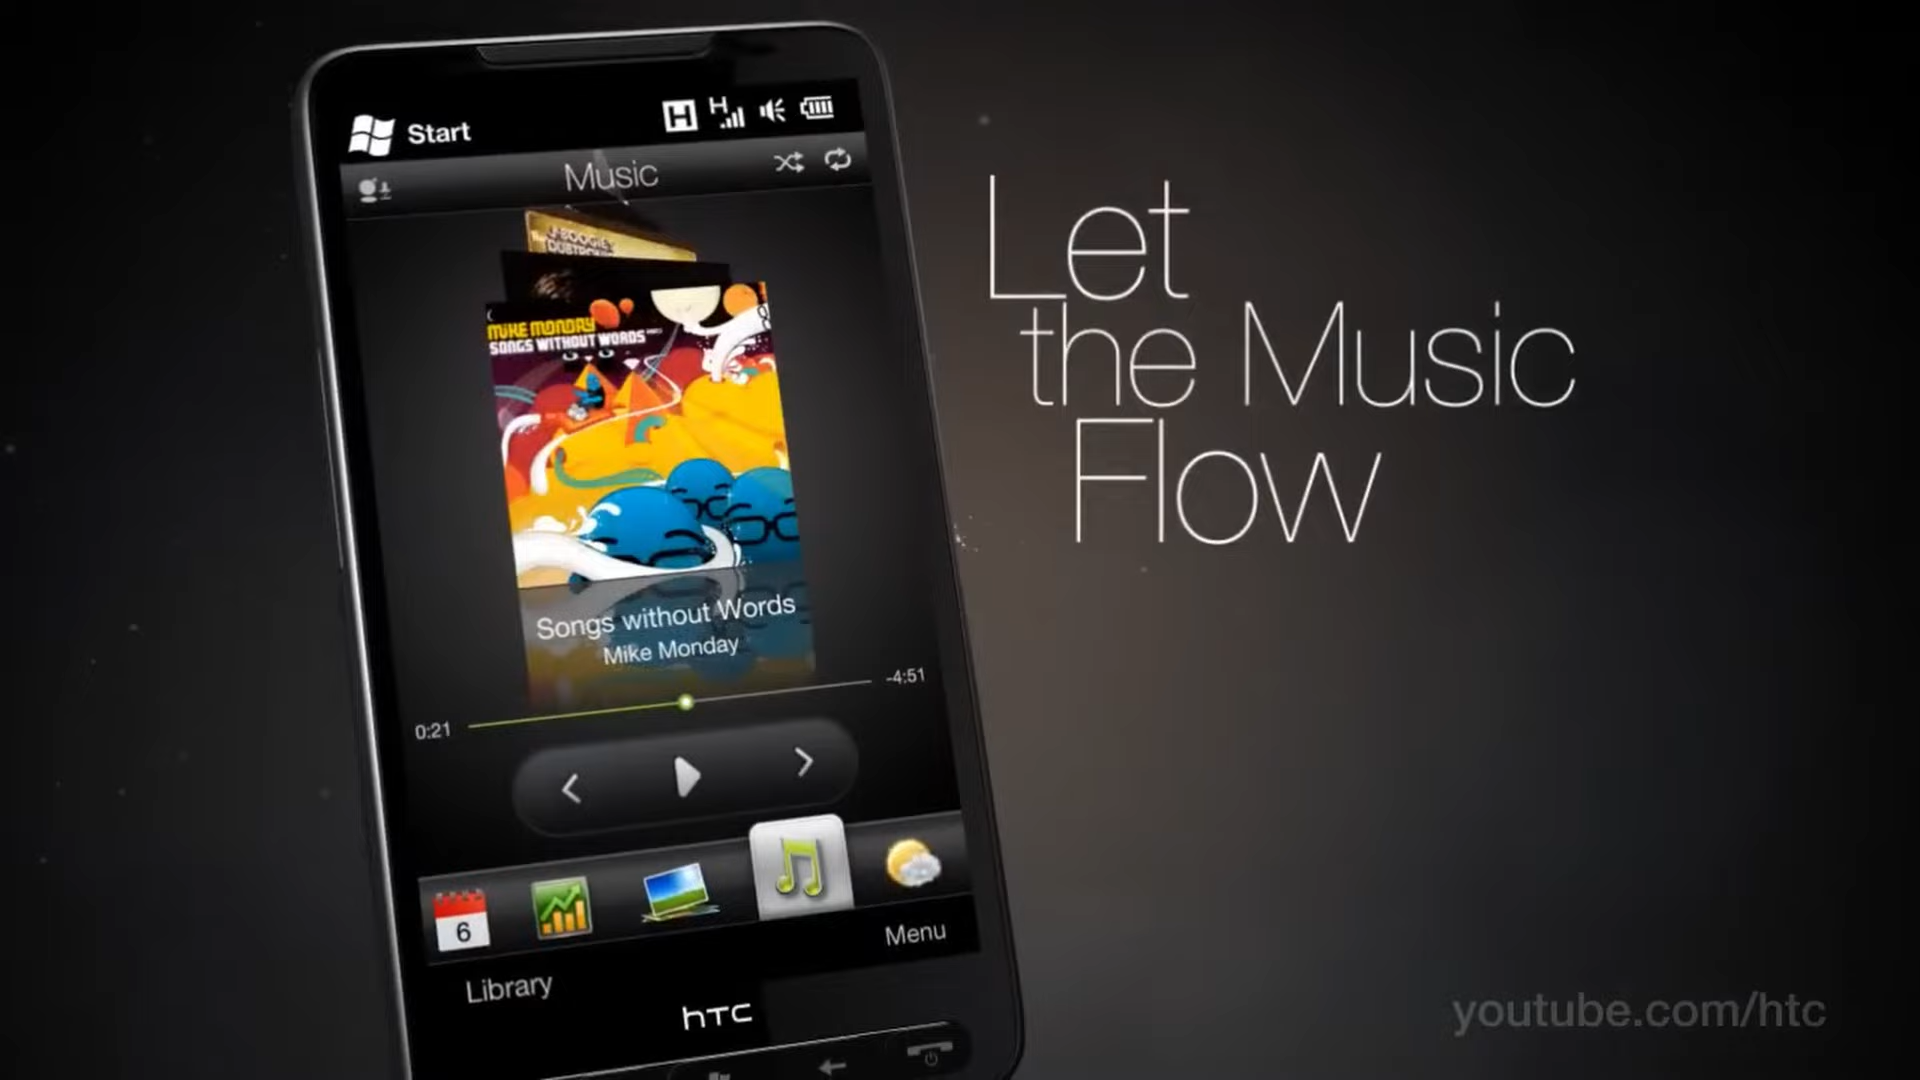 Start
H
H
Music
J-BOOGIE'S
MIKE MONDAY
SONGS WITHOUT WORDS
Songs without Words
Mike Monday
0:21
-4:51
6
Library
Menu
hTC
Let
the Music
Flow
youtube.com/htc